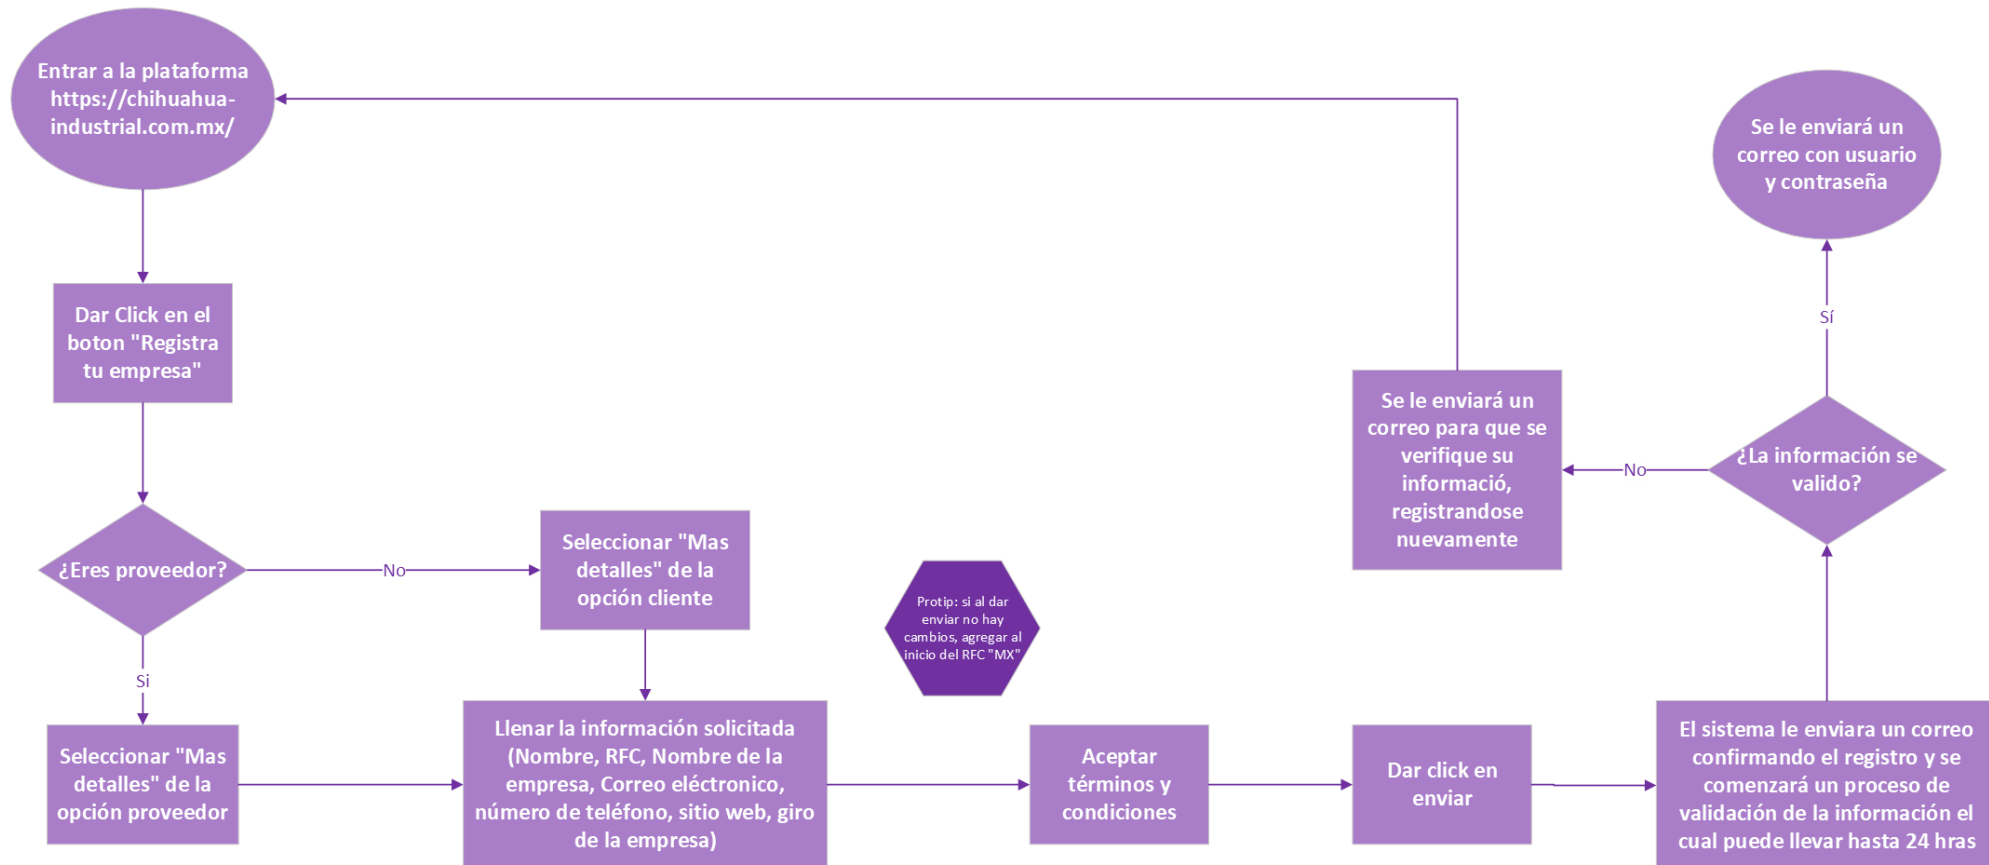 Entrar a la plataforma
https://chihuahua-
industrial.com.mx/
Dar Click en el
boton "Registra
tu empresa"
¿Eres proveedor?
No
Si
Seleccionar "Mas
detalles" de la
opción cliente
Seleccionar "Mas
detalles" de la
opción proveedor
Llenar la información solicitada
(Nombre, RFC, Nombre de la
empresa, Correo eléctronico,
número de teléfono, sitio web, giro
de la empresa)
Protip: si al dar
enviar no hay
cambios, agregar al
inicio del RFC "MX"
Aceptar
términos y
condiciones
Dar click en
enviar
El sistema le enviara un correo
confirmando el registro y se
comenzará un proceso de
validación de la información el
cual puede llevar hasta 24 hras
¿La información se
valido?
No
Se le enviará un
correo para que se
verifique su
informació,
registrandose
nuevamente
Sí
Se le enviará un
correo con usuario
y contraseña